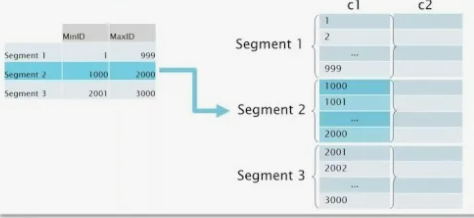 MinID MaxID
Segment 1 1 999
Segment 2 1000 2000
Segment 3 2001 3000
c1 c2
Segment 1
1
2
...
999
Segment 2
1000
1001
...
2000
Segment 3
2001
2002
...
3000